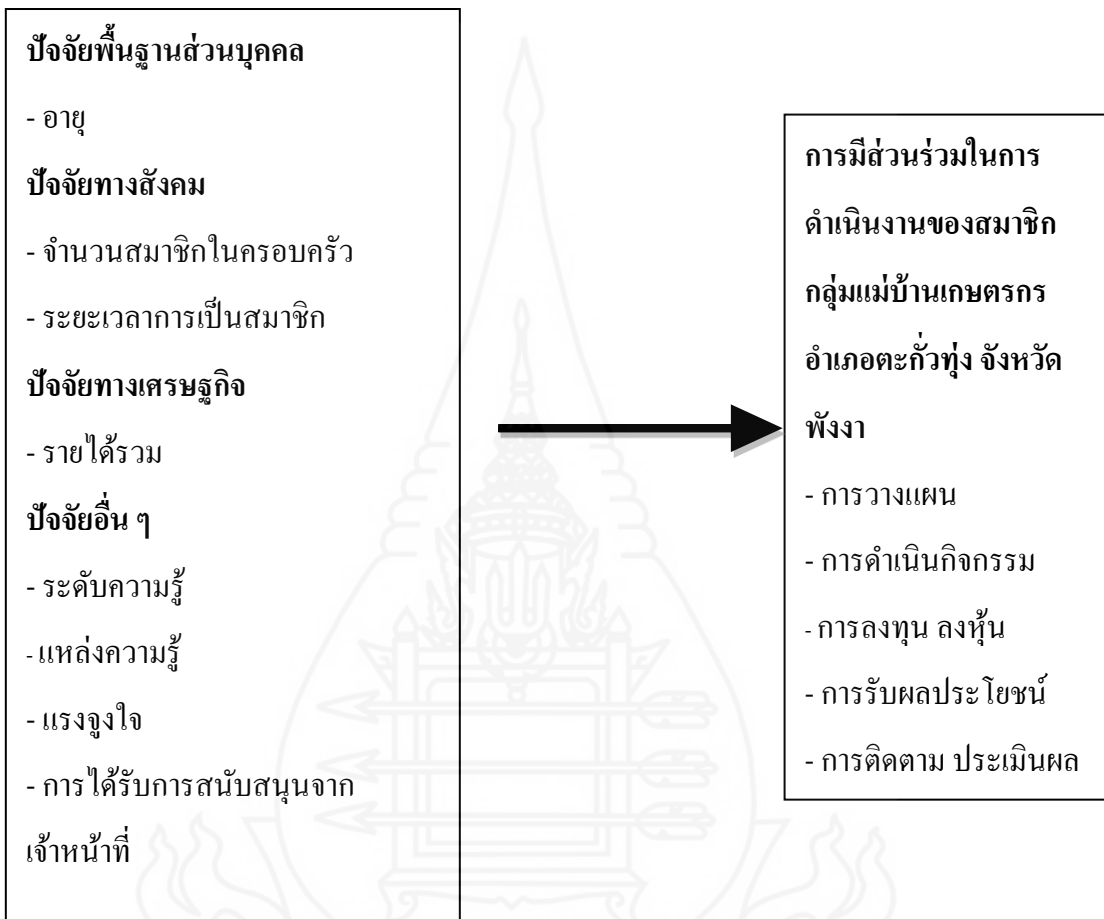 ปัจจัยพื้นฐานส่วนบุคคล
- อายุ
ปัจจัยทางสังคม
- จำนวนสมาชิกในครอบครัว
- ระยะเวลาการเป็นสมาชิก
ปัจจัยทางเศรษฐกิจ
- รายได้รวม
ปัจจัยอื่น ๆ
- ระดับความรู้
- แหล่งความรู้
- แรงจูงใจ
- การได้รับการสนับสนุนจาก
เจ้าหน้าที่
การมีส่วนร่วมในการ
ดำเนินงานของสมาชิก
กลุ่มแม่บ้านเกษตรกร
อำเภอตะกั่วทุ่ง จังหวัด
พังงา
- การวางแผน
- การดำเนินกิจกรรม
- การลงทุน ลงหุ้น
- การรับผลประโยชน์
- การติดตาม ประเมินผล